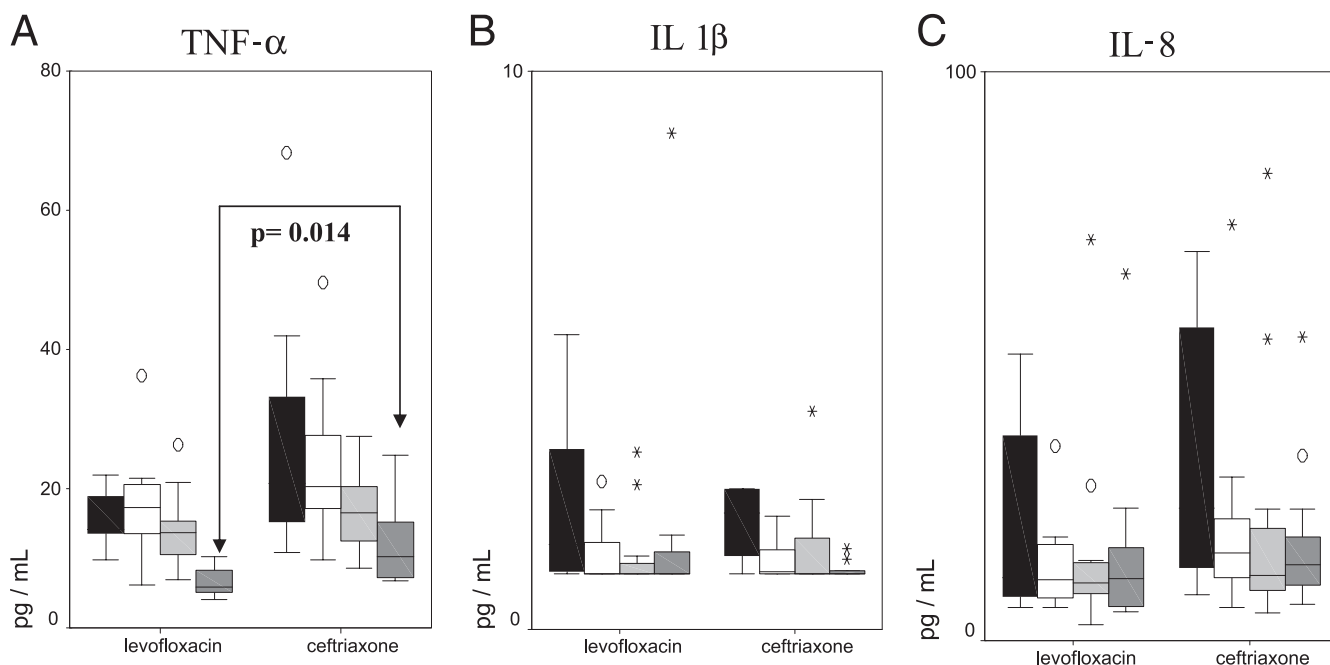 A
TNF-α
80
60
40
20
0
pg / mL
p= 0.014
levofloxacin
ceftriaxone
B
IL 1β
10
0
pg / mL
levofloxacin
ceftriaxone
C
IL-8
100
0
pg / mL
levofloxacin
ceftriaxone